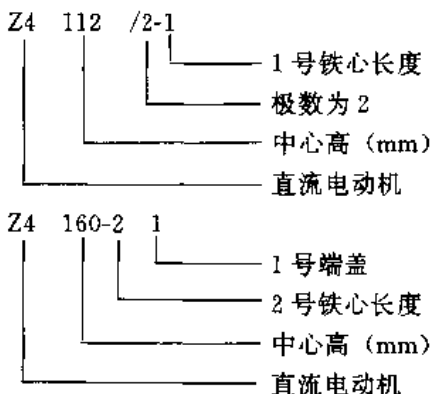 Z4 112 /2-1
1号铁心长度
极数为2
中心高（mm）
直流电动机
Z4 160-2 1
1号端盖
2号铁心长度
中心高（mm）
直流电动机